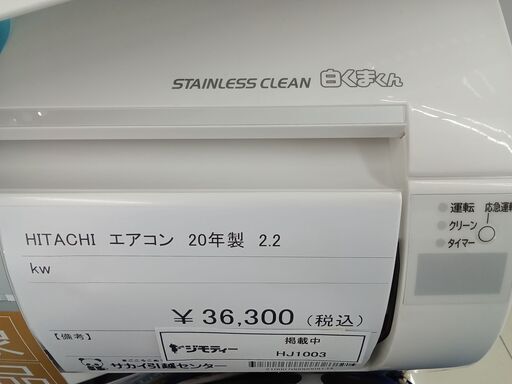 STAINLESS CLEAN 白くまくん
運転 応急運転
クリーン
タイマー
HITACHI エアコン 20年製 2.2
kw
￥36,300（税込）
【備考】
ジモティー
掲載中
HJ1003
サカイ引越センター